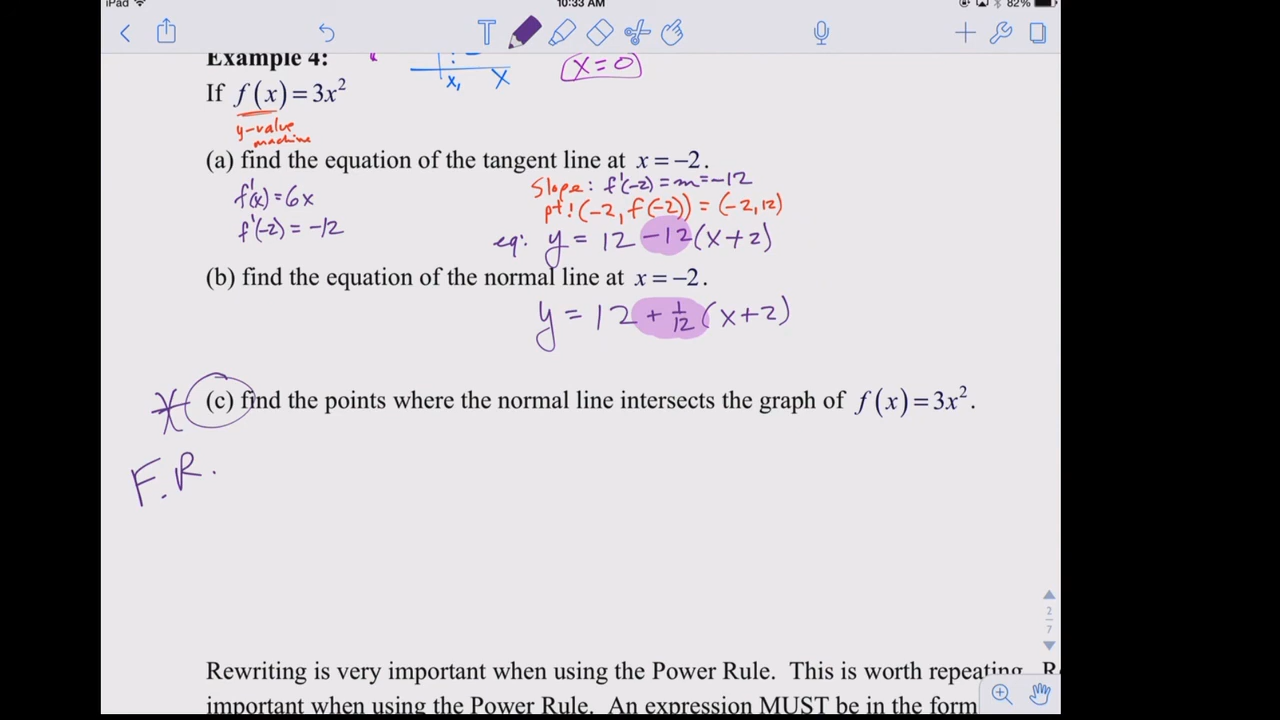 iPad
10:33 AM
82%
T
Example 4:
x₁ X
x=0
If f(x)=3x²
y-value
machine
(a) find the equation of the tangent line at x=−2.
f'(x)=6x
Slope: f'(-2)=m=-12
f'(-2) = -12
pt! (-2, f(-2)) = (-2, 12)
eq: y = 12 -12(x+2)
(b) find the equation of the normal line at x=−2.
y = 12 + 1/12 (x+2)
(c) find the points where the normal line intersects the graph of f(x)=3x².
F.R.
2
7
Rewriting is very important when using the Power Rule. This is worth repeating. R
important when using the Power Rule. An expression MUST be in the form